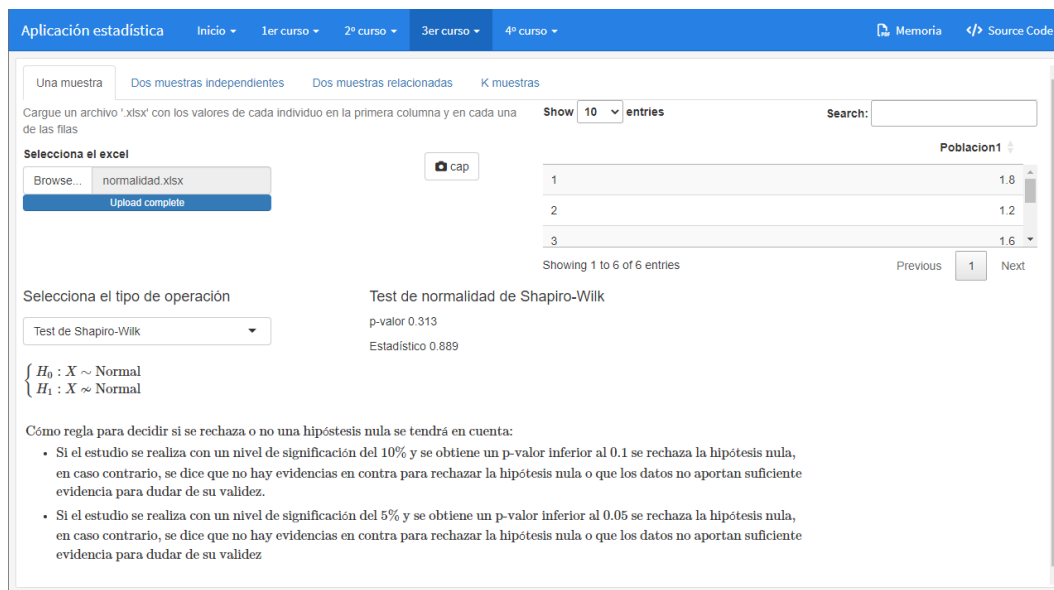 Aplicación estadística Inicio 1er curso 2º curso 3er curso 4º curso Memoria </> Source Code
Una muestra Dos muestras independientes Dos muestras relacionadas K muestras
Cargue un archivo '.xlsx' con los valores de cada individuo en la primera columna y en cada una
de las filas
Selecciona el excel
Browse... normalidad.xlsx
Upload complete
cap
Show 10 entries Search:
Poblacion1
1 1.8
2 1.2
3 1.6
Showing 1 to 6 of 6 entries Previous 1 Next
Selecciona el tipo de operación
Test de Shapiro-Wilk
Test de normalidad de Shapiro-Wilk
p-valor 0.313
Estadístico 0.889
H₀ : X ∼ Normal
H₁ : X ≁ Normal
Cómo regla para decidir si se rechaza o no una hipóstesis nula se tendrá en cuenta:
• Si el estudio se realiza con un nivel de significación del 10% y se obtiene un p-valor inferior al 0.1 se rechaza la hipótesis nula,
en caso contrario, se dice que no hay evidencias en contra para rechazar la hipótesis nula o que los datos no aportan suficiente
evidencia para dudar de su validez.
• Si el estudio se realiza con un nivel de significación del 5% y se obtiene un p-valor inferior al 0.05 se rechaza la hipótesis nula,
en caso contrario, se dice que no hay evidencias en contra para rechazar la hipótesis nula o que los datos no aportan suficiente
evidencia para dudar de su validez